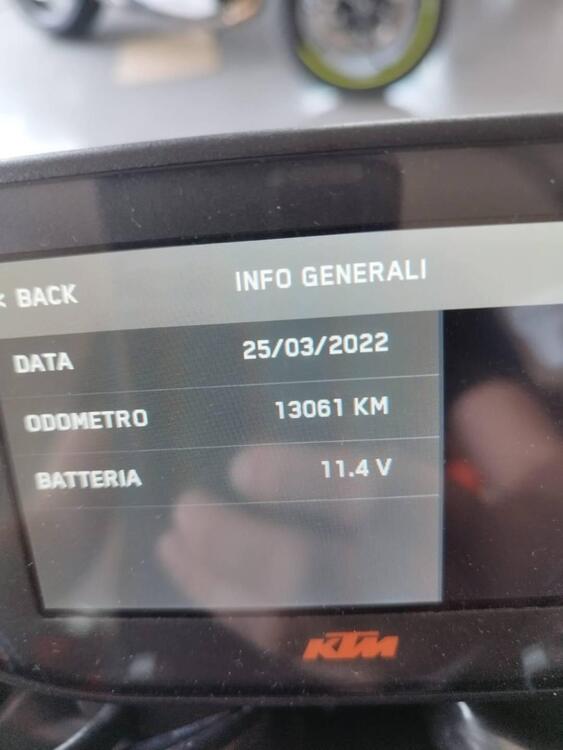 < BACK INFO GENERALI
DATA 25/03/2022
ODOMETRO 13061 KM
BATTERIA 11.4 V
KTM